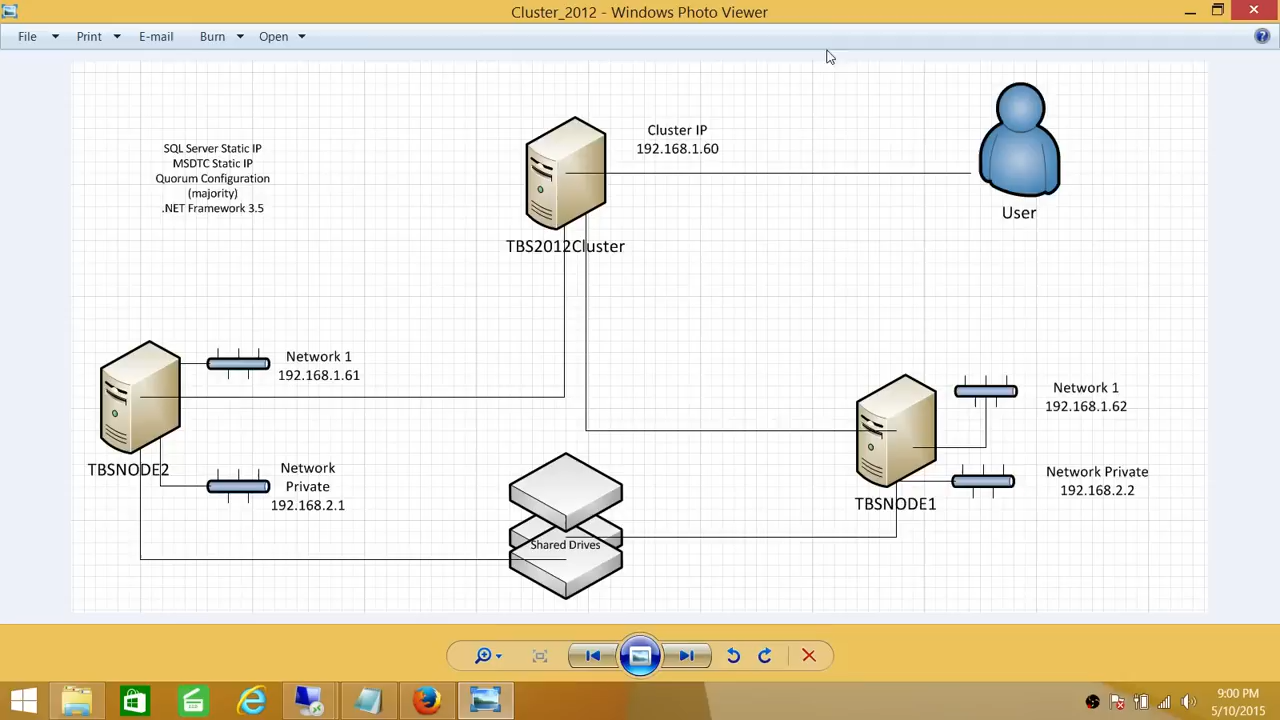 Cluster_2012 - Windows Photo Viewer
File Print E-mail Burn Open
SQL Server Static IP
MSDTC Static IP
Quorum Configuration
(majority)
.NET Framework 3.5
Cluster IP
192.168.1.60
User
TBS2012Cluster
Network 1
192.168.1.61
TBSNODE2
Network
Private
192.168.2.1
Shared Drives
Network 1
192.168.1.62
TBSNODE1
Network Private
192.168.2.2
9:00 PM
5/10/2015